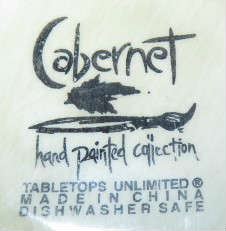 Cabernet
hand painted collection
TABLETOPS UNLIMITED®
MADE IN CHINA
DISHWASHER SAFE